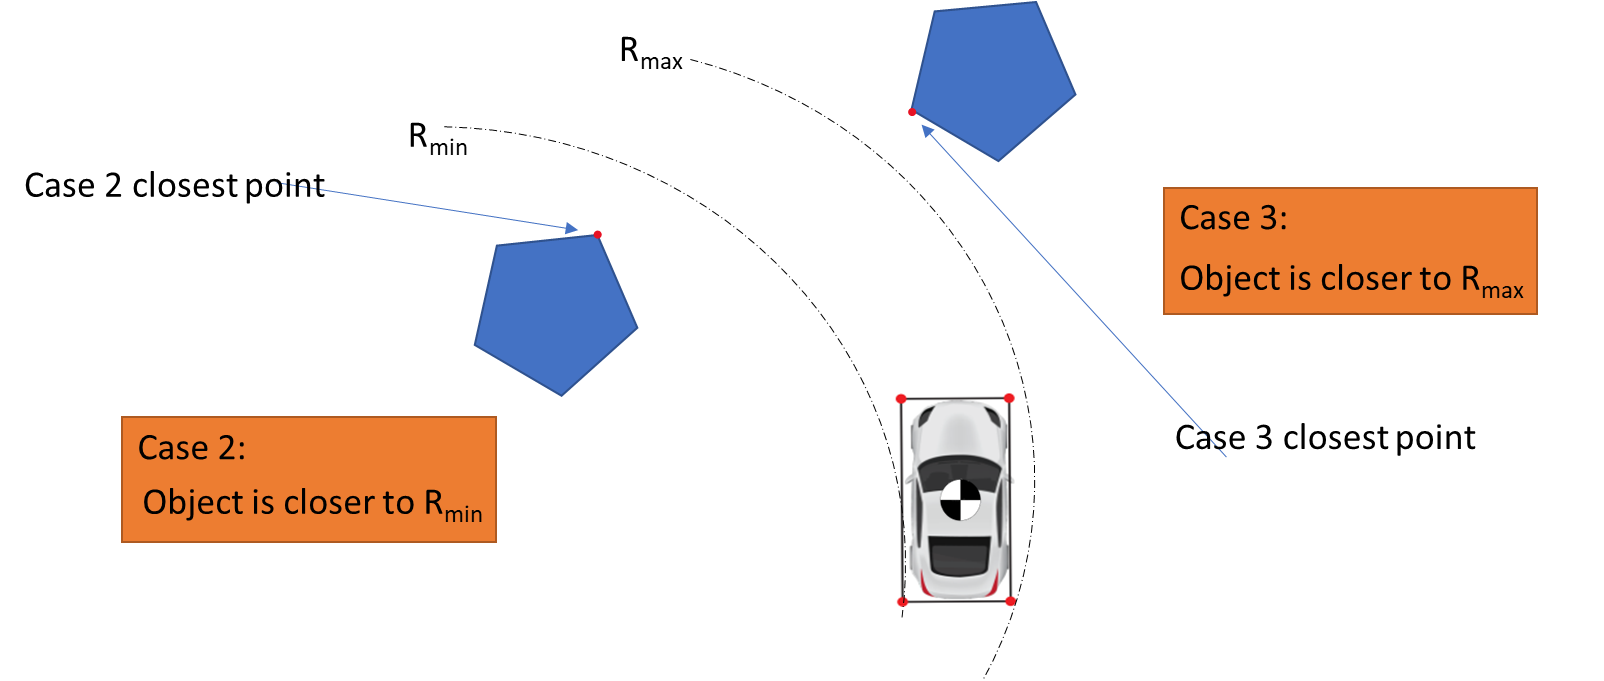 Rmax
Rmin
Case 2 closest point
Case 3:
Object is closer to Rmax
Case 2:
Object is closer to Rmin
Case 3 closest point